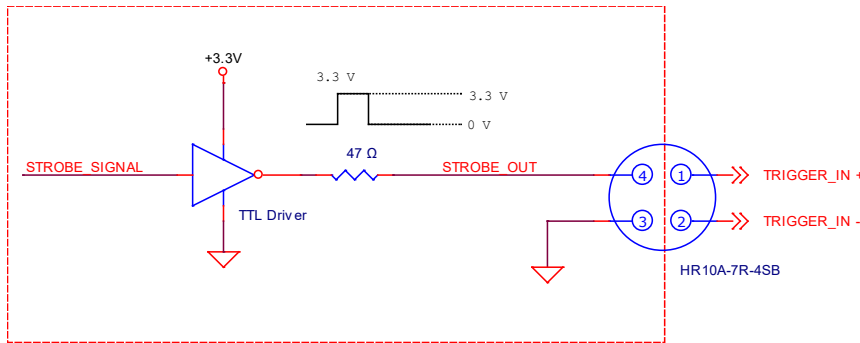 +3.3V
3.3 V
3.3 V
0 V
STROBE_SIGNAL
47 Ω
STROBE_OUT
4
1
TRIGGER_IN +
TTL Driver
3
2
TRIGGER_IN -
HR10A-7R-4SB